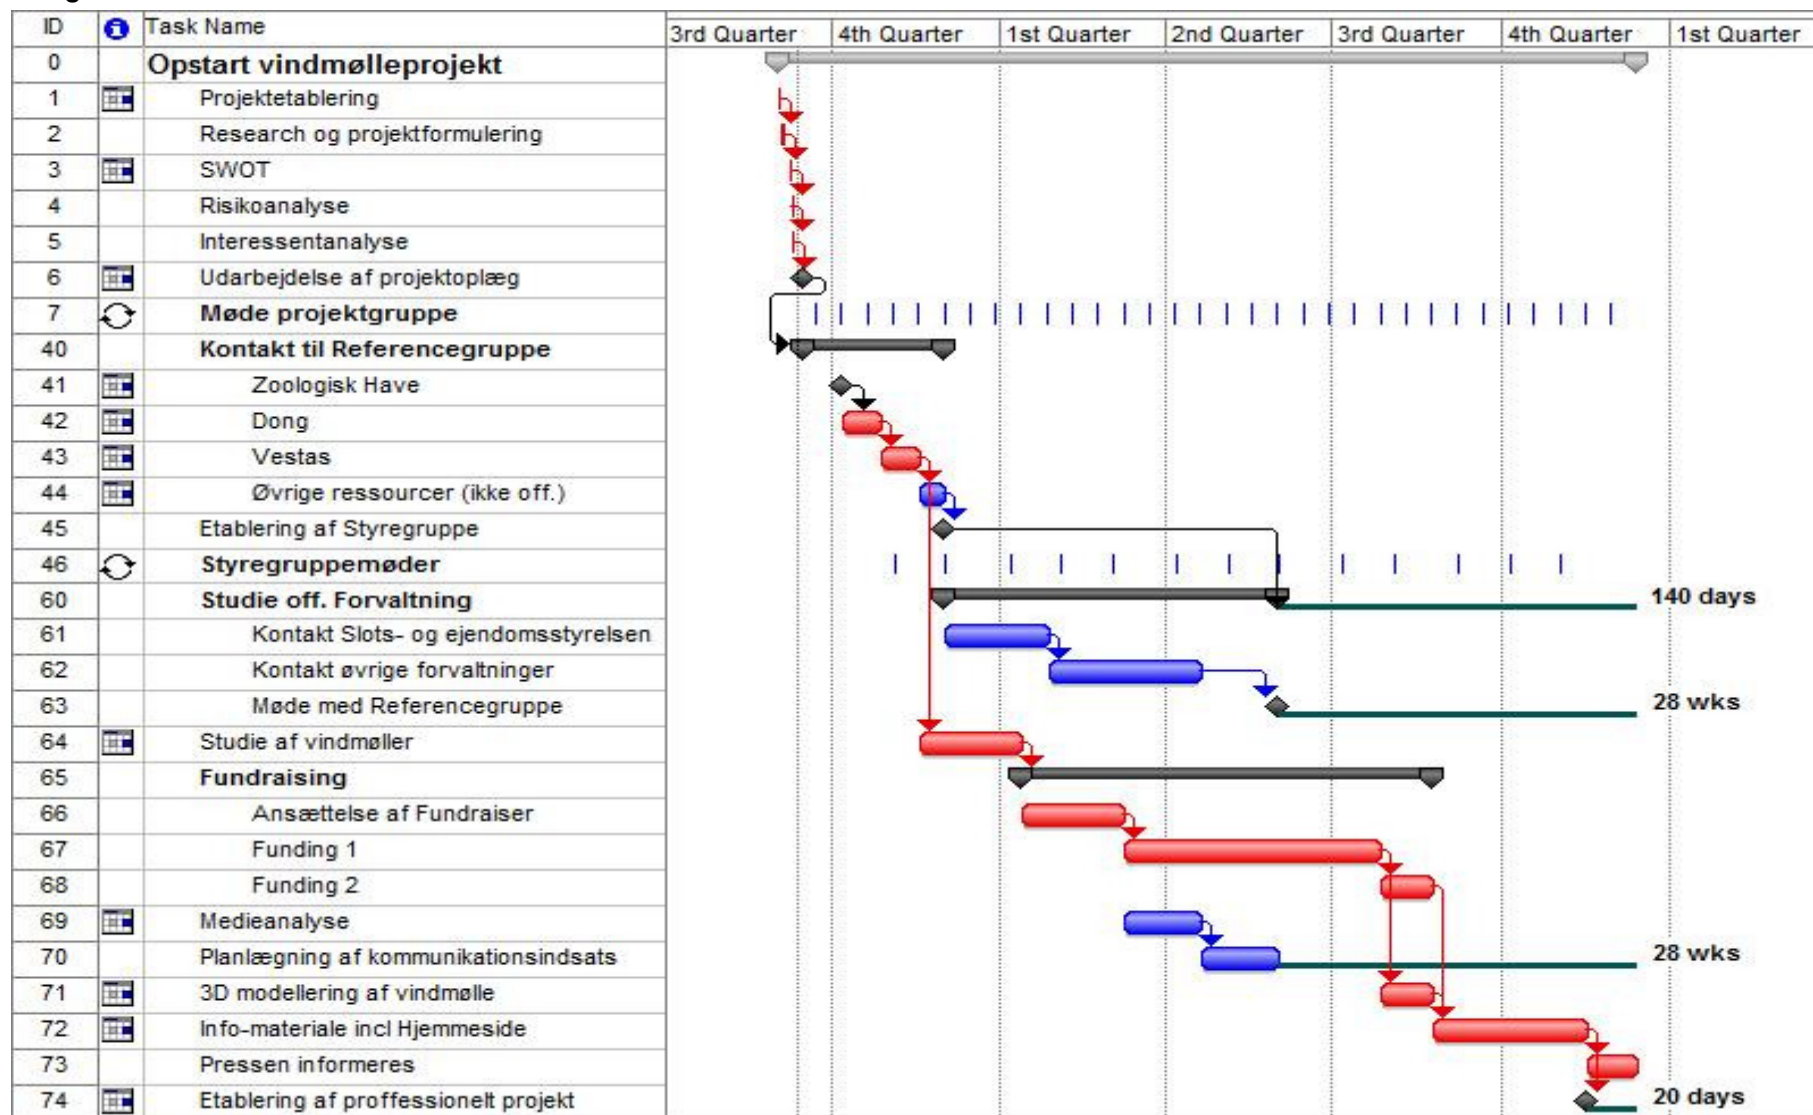 ID Task Name 3rd Quarter 4th Quarter 1st Quarter 2nd Quarter 3rd Quarter 4th Quarter 1st Quarter
0 Opstart vindmølleprojekt
1 Projektetablering
2 Research og projektformulering
3 SWOT
4 Risikoanalyse
5 Interessentanalyse
6 Udarbejdelse af projektoplæg
7 Møde projektgruppe
40 Kontakt til Referencegruppe
41 Zoologisk Have
42 Dong
43 Vestas
44 Øvrige ressourcer (ikke off.)
45 Etablering af Styregruppe
46 Styregruppemøder
60 Studie off. Forvaltning 140 days
61 Kontakt Slots- og ejendomsstyrelsen
62 Kontakt øvrige forvaltninger
63 Møde med Referencegruppe 28 wks
64 Studie af vindmøller
65 Fundraising
66 Ansættelse af Fundraiser
67 Funding 1
68 Funding 2
69 Medieanalyse
70 Planlægning af kommunikationsindsats 28 wks
71 3D modellering af vindmølle
72 Info-materiale incl Hjemmeside
73 Pressen informeres
74 Etablering af proffessionelt projekt 20 days